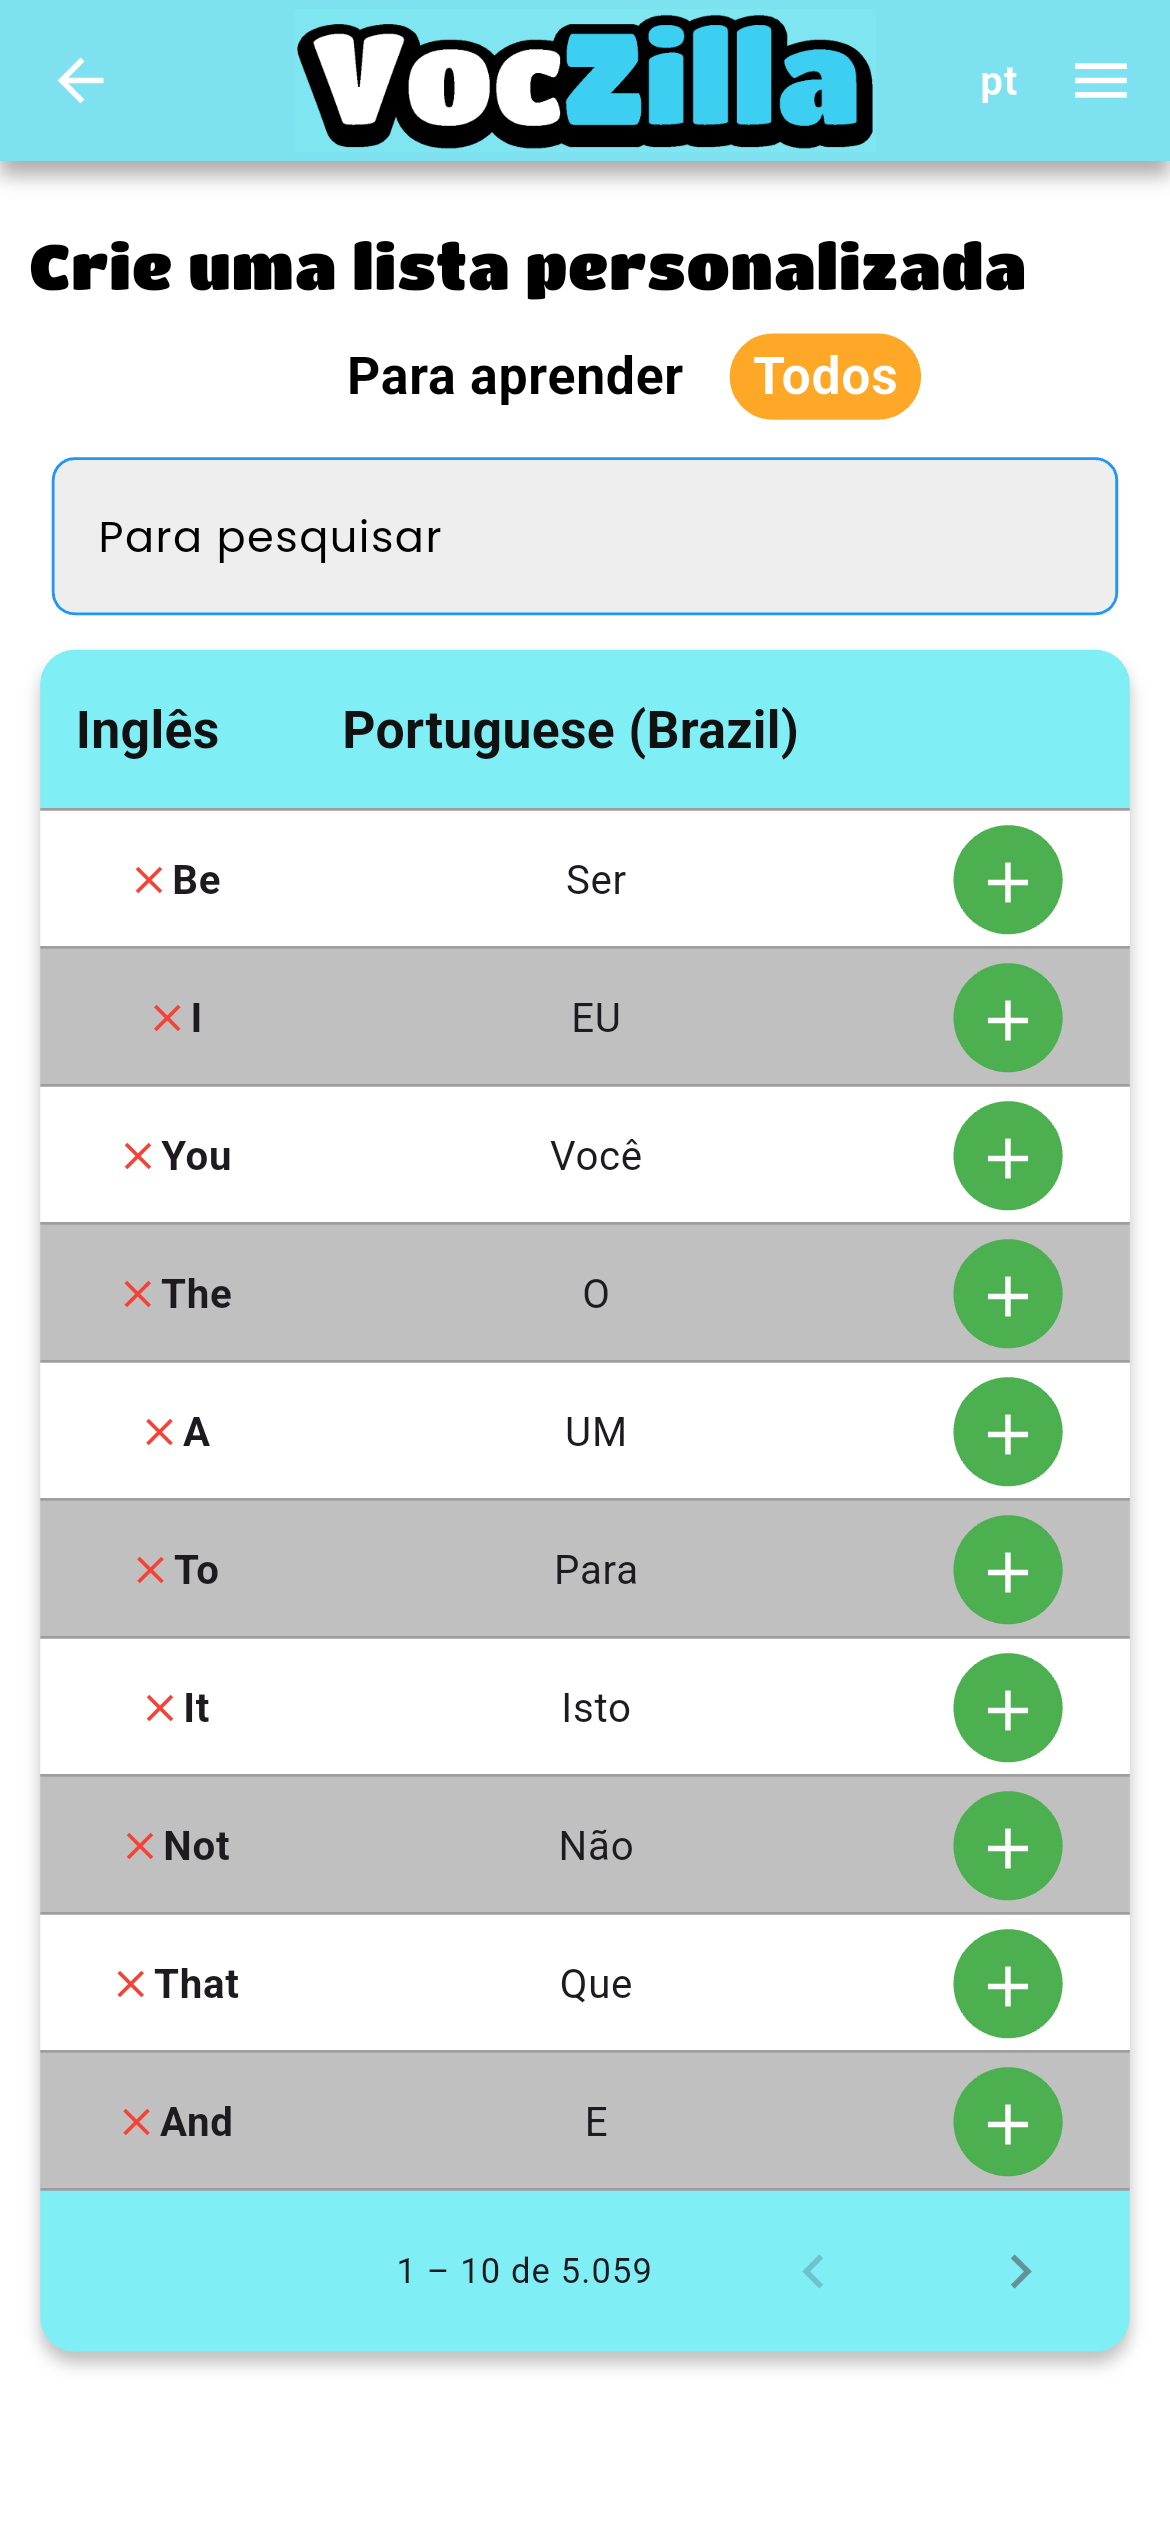 VocZilla
pt
Crie uma lista personalizada
Para aprender Todos
Para pesquisar
Inglês Portuguese (Brazil)
Be Ser
I EU
You Você
The O
A UM
To Para
It Isto
Not Não
That Que
And E
1 – 10 de 5.059